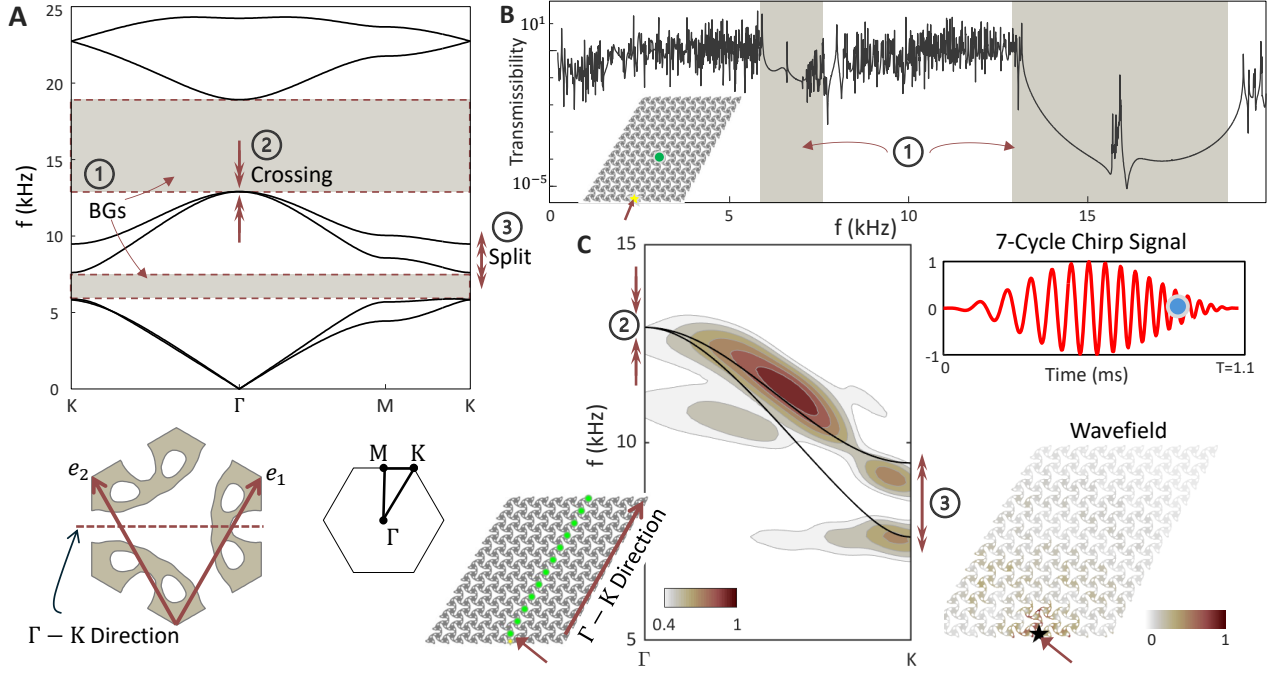 A
25
20
15
10
5
0
f (kHz)
K
Γ
M
K
1
BGs
2
Crossing
3
Split
B
Transmissibility
10^1
10^-5
0
5
10
15
f (kHz)
1
C
15
10
5
f (kHz)
Γ
K
2
3
0.4
1
Γ – K Direction
7-Cycle Chirp Signal
1
0
-1
0
Time (ms)
T=1.1
Wavefield
0
1
e2
e1
Γ – K Direction
M
K
Γ